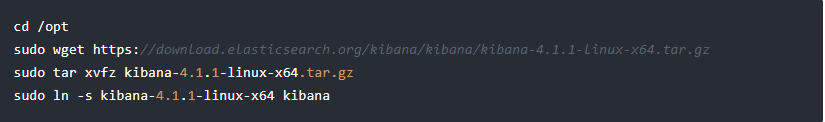 cd /opt
sudo wget https://download.elasticsearch.org/kibana/kibana/kibana-4.1.1-linux-x64.tar.gz
sudo tar xvfz kibana-4.1.1-linux-x64.tar.gz
sudo ln -s kibana-4.1.1-linux-x64 kibana